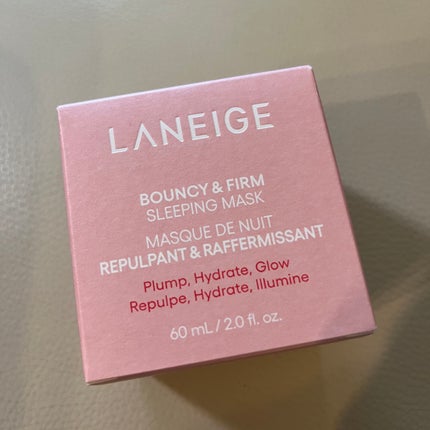 LANEIGE
BOUNCY & FIRM
SLEEPING MASK
MASQUE DE NUIT
REPULPANT & RAFFERMISSANT
Plump, Hydrate, Glow
Repulpe, Hydrate, Illumine
60 mL / 2.0 fl. oz.